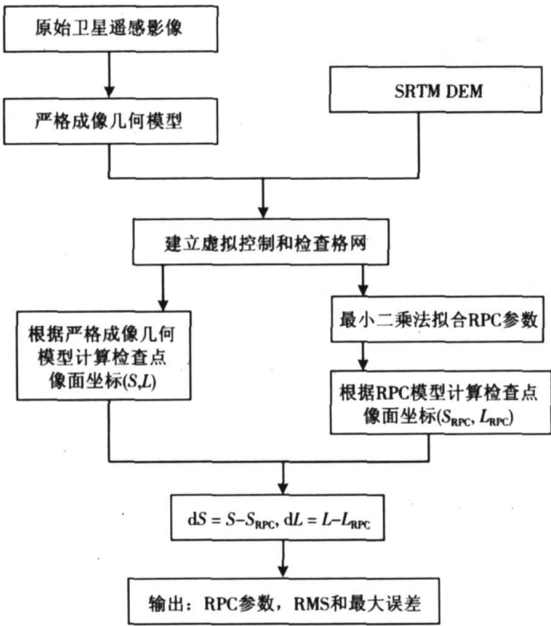 原始卫星遥感影像
SRTM DEM
严格成像几何模型
建立虚拟控制和检查格网
根据严格成像几何
模型计算检查点
像面坐标(S,L)
最小二乘法拟合RPC参数
根据RPC模型计算检查点
像面坐标(SRPC, LRPC)
dS = S-SRPC, dL = L-LRPC
输出：RPC参数，RMS和最大误差